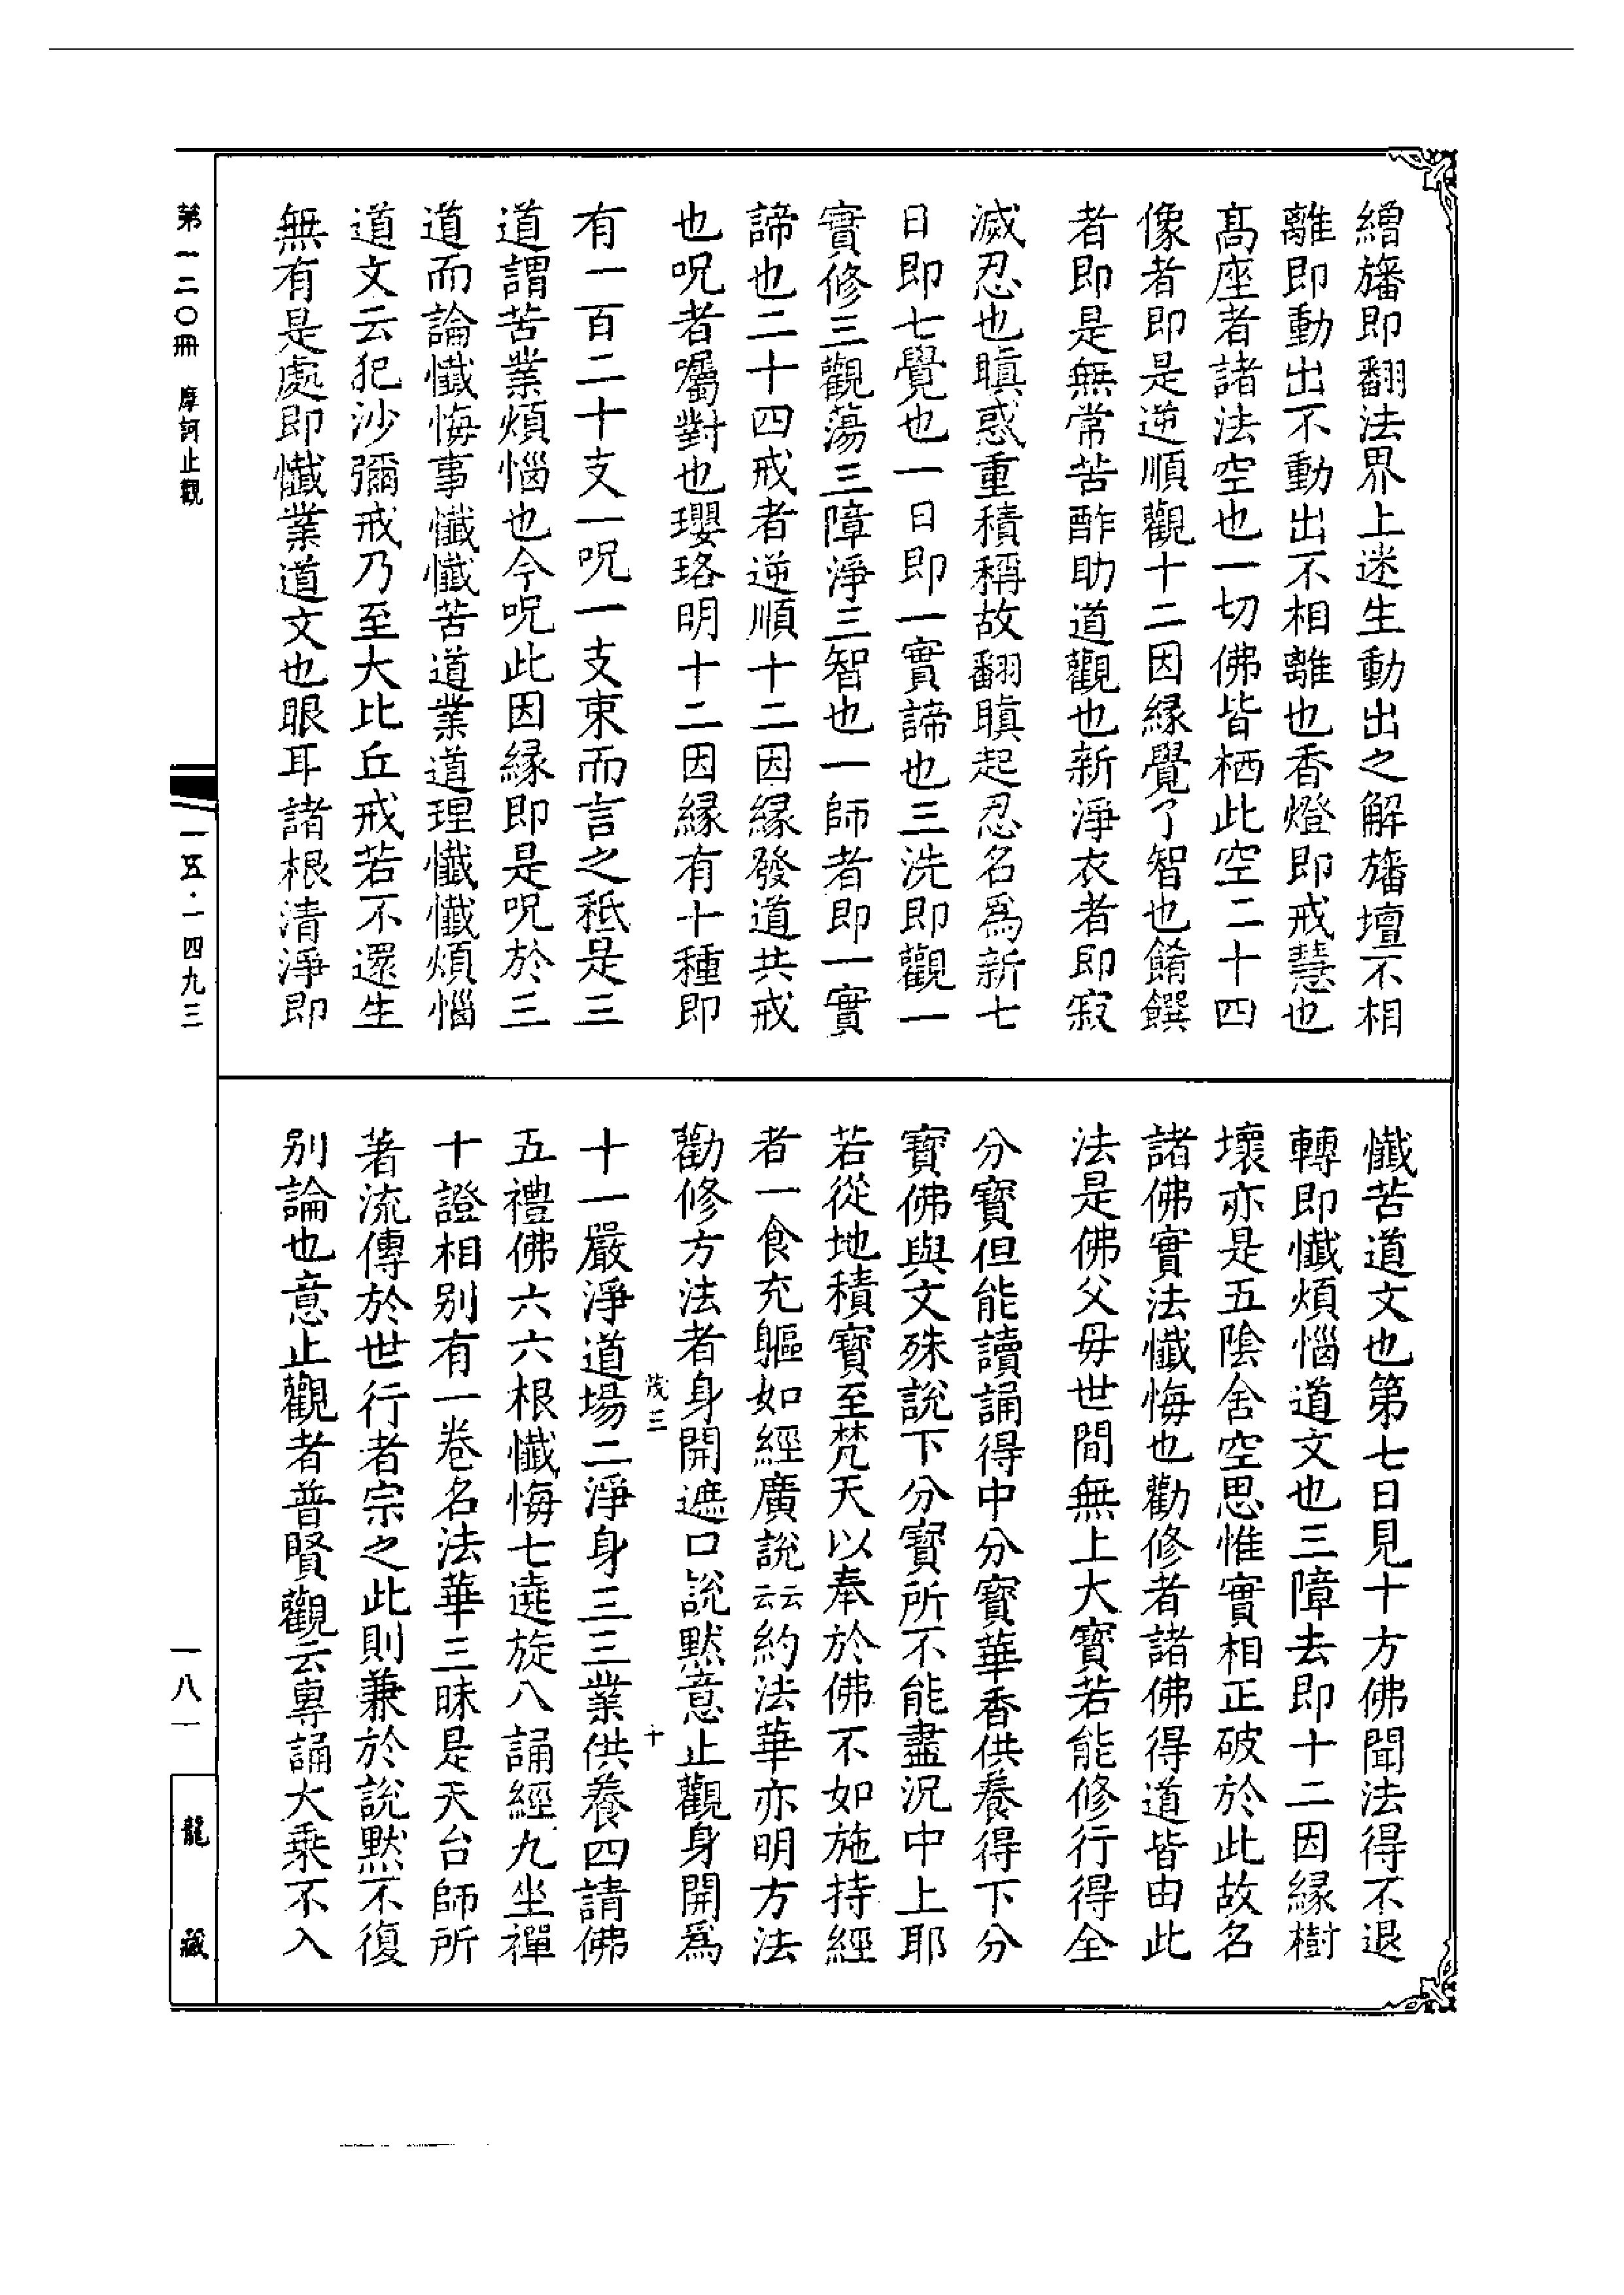 繒旛即翻法界上迷生動出之解旛壇不相
離即動出不動出不相離也香燈即戒慧也
髙座者諸法空也一切佛皆栖此空二十四
像者即是逆順觀十二因緣覺了智也餚饌
者即是無常苦酢助道觀也新淨衣者即寂
滅忍也瞋惑重積稱故翻瞋起忍名爲新七
日即七覺也一日即一實諦也三洗即觀一
實修三觀蕩三障淨三智也一師者即一實
諦也二十四戒者逆順十二因緣發道共戒
也呪者囑對也瓔珞明十二因緣有十種即
有一百二十支一呪一支束而言之秖是三
道謂苦業煩惱也今呪此因緣即是呪於三
道而論懺悔事懺懺苦道業道理懺懺煩惱
道文云犯沙彌戒乃至大比丘戒若不還生
無有是處即懺業道文也眼耳諸根清淨即
懺苦道文也第七日見十方佛聞法得不退
轉即懺煩惱道文也三障去即十二因緣樹
壞亦是五陰舍空思惟實相正破於此故名
諸佛實法懺悔也勸修者諸佛得道皆由此
法是佛父毋世間無上大寶若能修行得全
分寶但能讀誦得中分寶華香供養得下分
寶佛與文殊說下分寶所不能盡況中上耶
若從地積寶至梵天以奉於佛不如施持經
者一食充軀如經廣說云云約法華亦明方法
勸修方法者身開遮口說默意止觀身開爲
茂三 十
十一嚴淨道場二淨身三三業供養四請佛
五禮佛六六根懺悔七遶旋八誦經九坐禪
十證相别有一卷名法華三昧是天台師所
著流傳於世行者宗之此則兼於說默不復
别論也意止觀者普賢觀云專誦大乘不入
第一二〇冊 摩訶止觀
一五·一四九三
一八一
龍藏